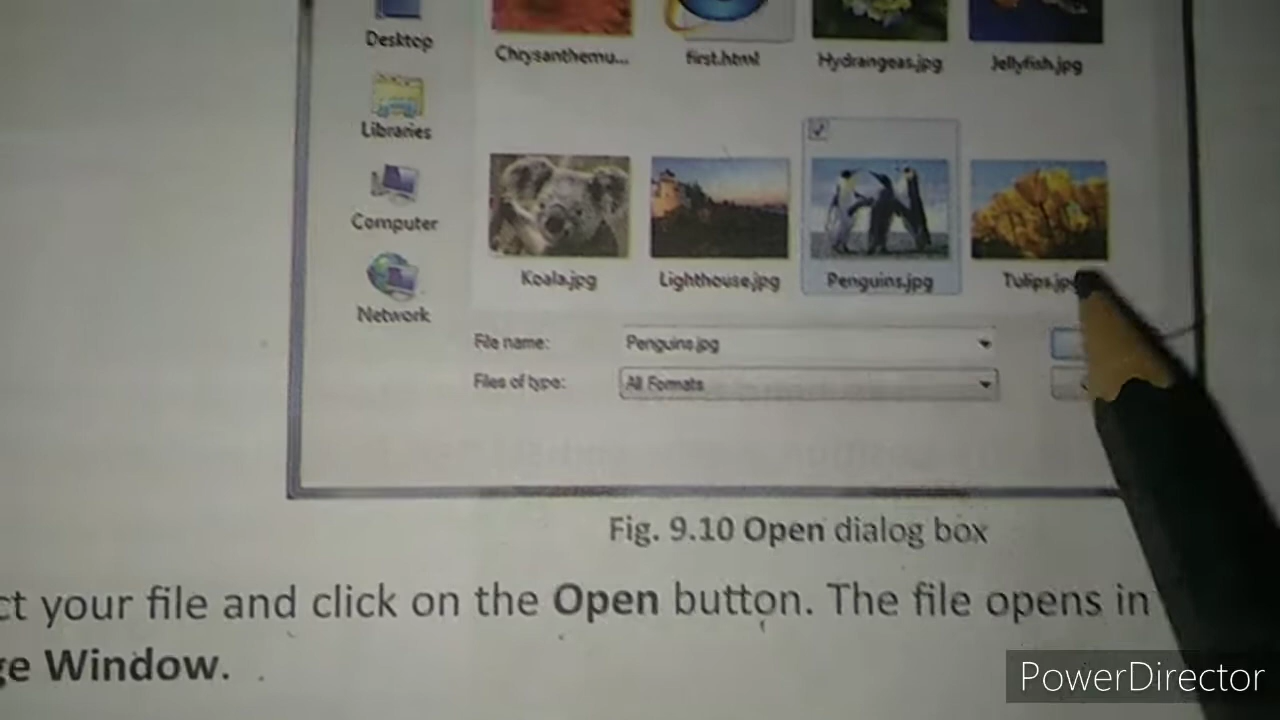 Desktop
Chrysanthemu...
first.html
Hydrangeas.jpg
Jellyfish.jpg
Libraries
Computer
Koala.jpg
Lighthouse.jpg
Penguins.jpg
Tulips.jpg
Network
File name:
Penguins.jpg
Files of type:
All Formats
Fig. 9.10 Open dialog box
ct your file and click on the Open button. The file opens in
ge Window.
PowerDirector